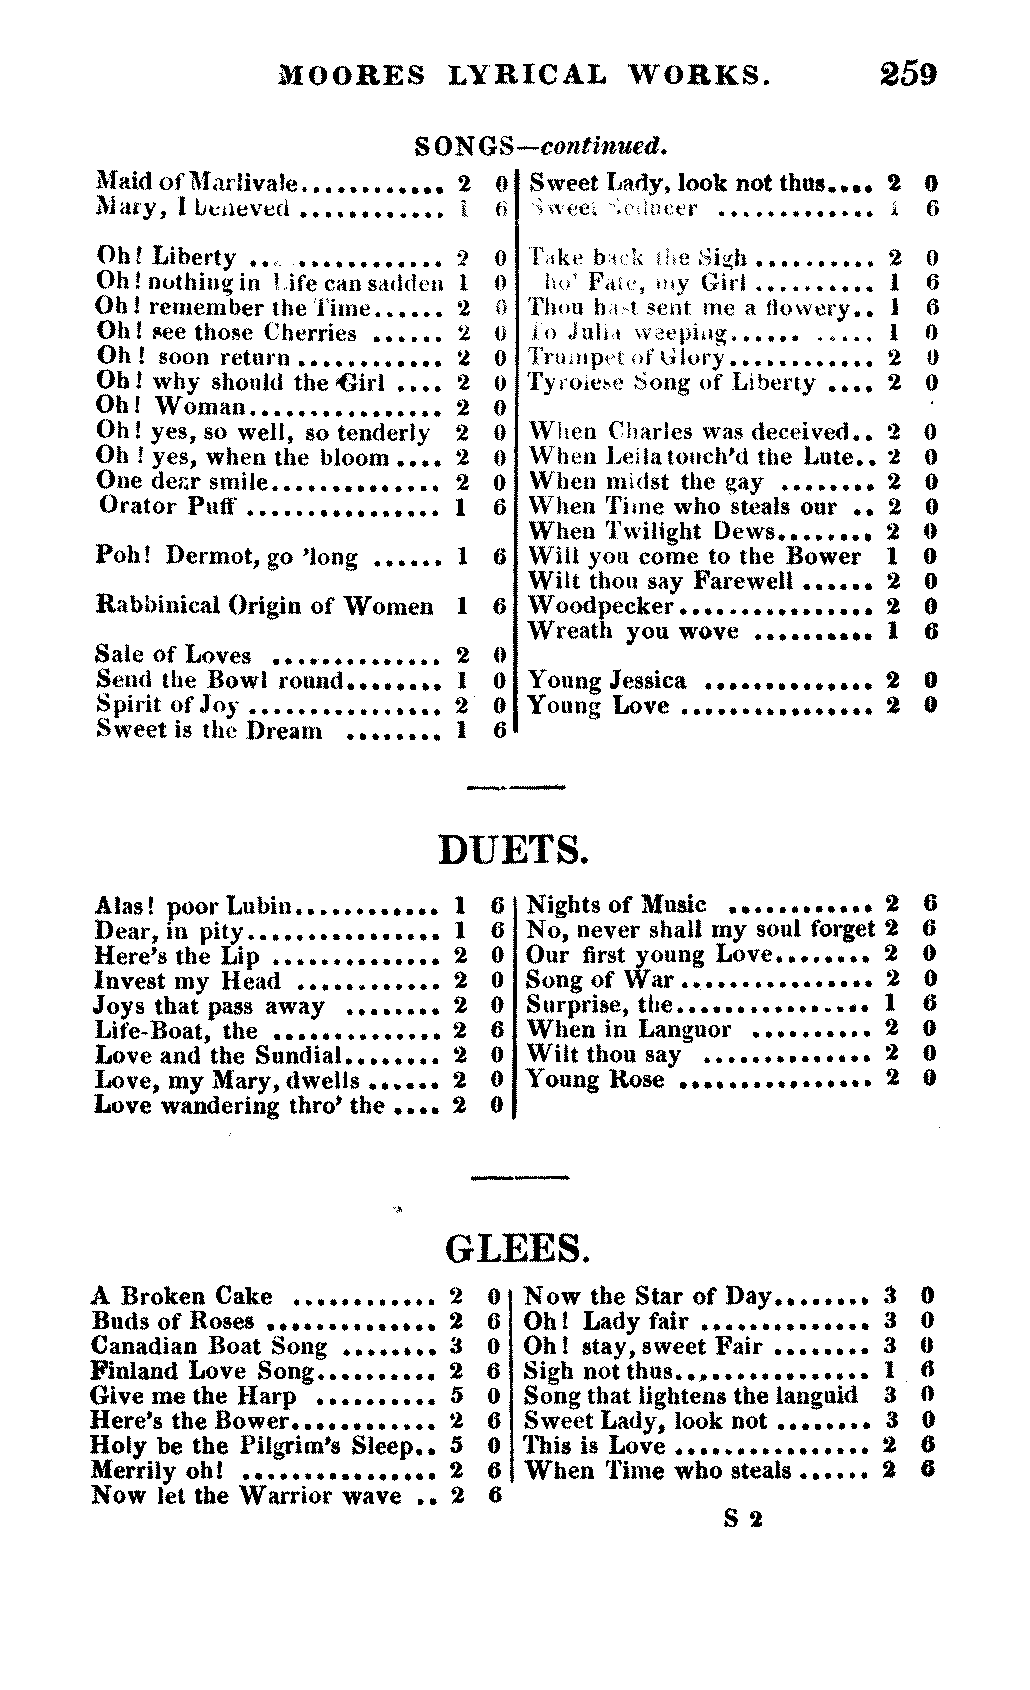 MOORES LYRICAL WORKS. 259
SONGS—continued.
Maid of Marlivale............ 2 0
Mary, I believed ............ 1 6
Oh! Liberty ... ............ 2 0
Oh! nothing in Life can sadden 1 0
Oh! remember the Time...... 2 0
Oh! see those Cherries ...... 2 0
Oh! soon return ............ 2 0
Oh! why should the Girl .... 2 0
Oh! Woman................ 2 0
Oh! yes, so well, so tenderly 2 0
Oh! yes, when the bloom .... 2 0
One dear smile.............. 2 0
Orator Puff ................ 1 6
Poh! Dermot, go 'long ...... 1 6
Rabbinical Origin of Women 1 6
Sale of Loves .............. 2 0
Send the Bowl round........ 1 0
Spirit of Joy ................ 2 0
Sweet is the Dream ........ 1 6
Sweet Lady, look not thus.... 2 0
Sweet Seducer ............. 1 6
Take back the Sigh .......... 2 0
tho' Fate, my Girl .......... 1 6
Thou hast sent me a flowery.. 1 6
To Julia weeping...... ..... 1 0
Trumpet of Glory............ 2 0
Tyrolese Song of Liberty .... 2 0
When Charles was deceived.. 2 0
When Leila touch'd the Lute.. 2 0
When midst the gay ........ 2 0
When Time who steals our .. 2 0
When Twilight Dews........ 2 0
Will you come to the Bower 1 0
Wilt thou say Farewell ...... 2 0
Woodpecker................ 2 0
Wreath you wove .......... 1 6
Young Jessica .............. 2 0
Young Love ................ 2 0
DUETS.
Alas! poor Lubin............ 1 6
Dear, in pity................ 1 6
Here's the Lip .............. 2 0
Invest my Head ............ 2 0
Joys that pass away ........ 2 0
Life-Boat, the .............. 2 6
Love and the Sundial........ 2 0
Love, my Mary, dwells ...... 2 0
Love wandering thro' the .... 2 0
Nights of Music ............ 2 6
No, never shall my soul forget 2 6
Our first young Love........ 2 0
Song of War................ 2 0
Surprise, the................ 1 6
When in Languor .......... 2 0
Wilt thou say .............. 2 0
Young Rose ................ 2 0
GLEES.
A Broken Cake ............ 2 0
Buds of Roses .............. 2 6
Canadian Boat Song ........ 3 0
Finland Love Song.......... 2 6
Give me the Harp .......... 5 0
Here's the Bower............ 2 6
Holy be the Pilgrim's Sleep.. 5 0
Merrily oh! ................ 2 6
Now let the Warrior wave .. 2 6
Now the Star of Day........ 3 0
Oh! Lady fair .............. 3 0
Oh! stay, sweet Fair ........ 3 0
Sigh not thus................ 1 6
Song that lightens the languid 3 0
Sweet Lady, look not ........ 3 0
This is Love ................ 2 6
When Time who steals ...... 2 6
S 2